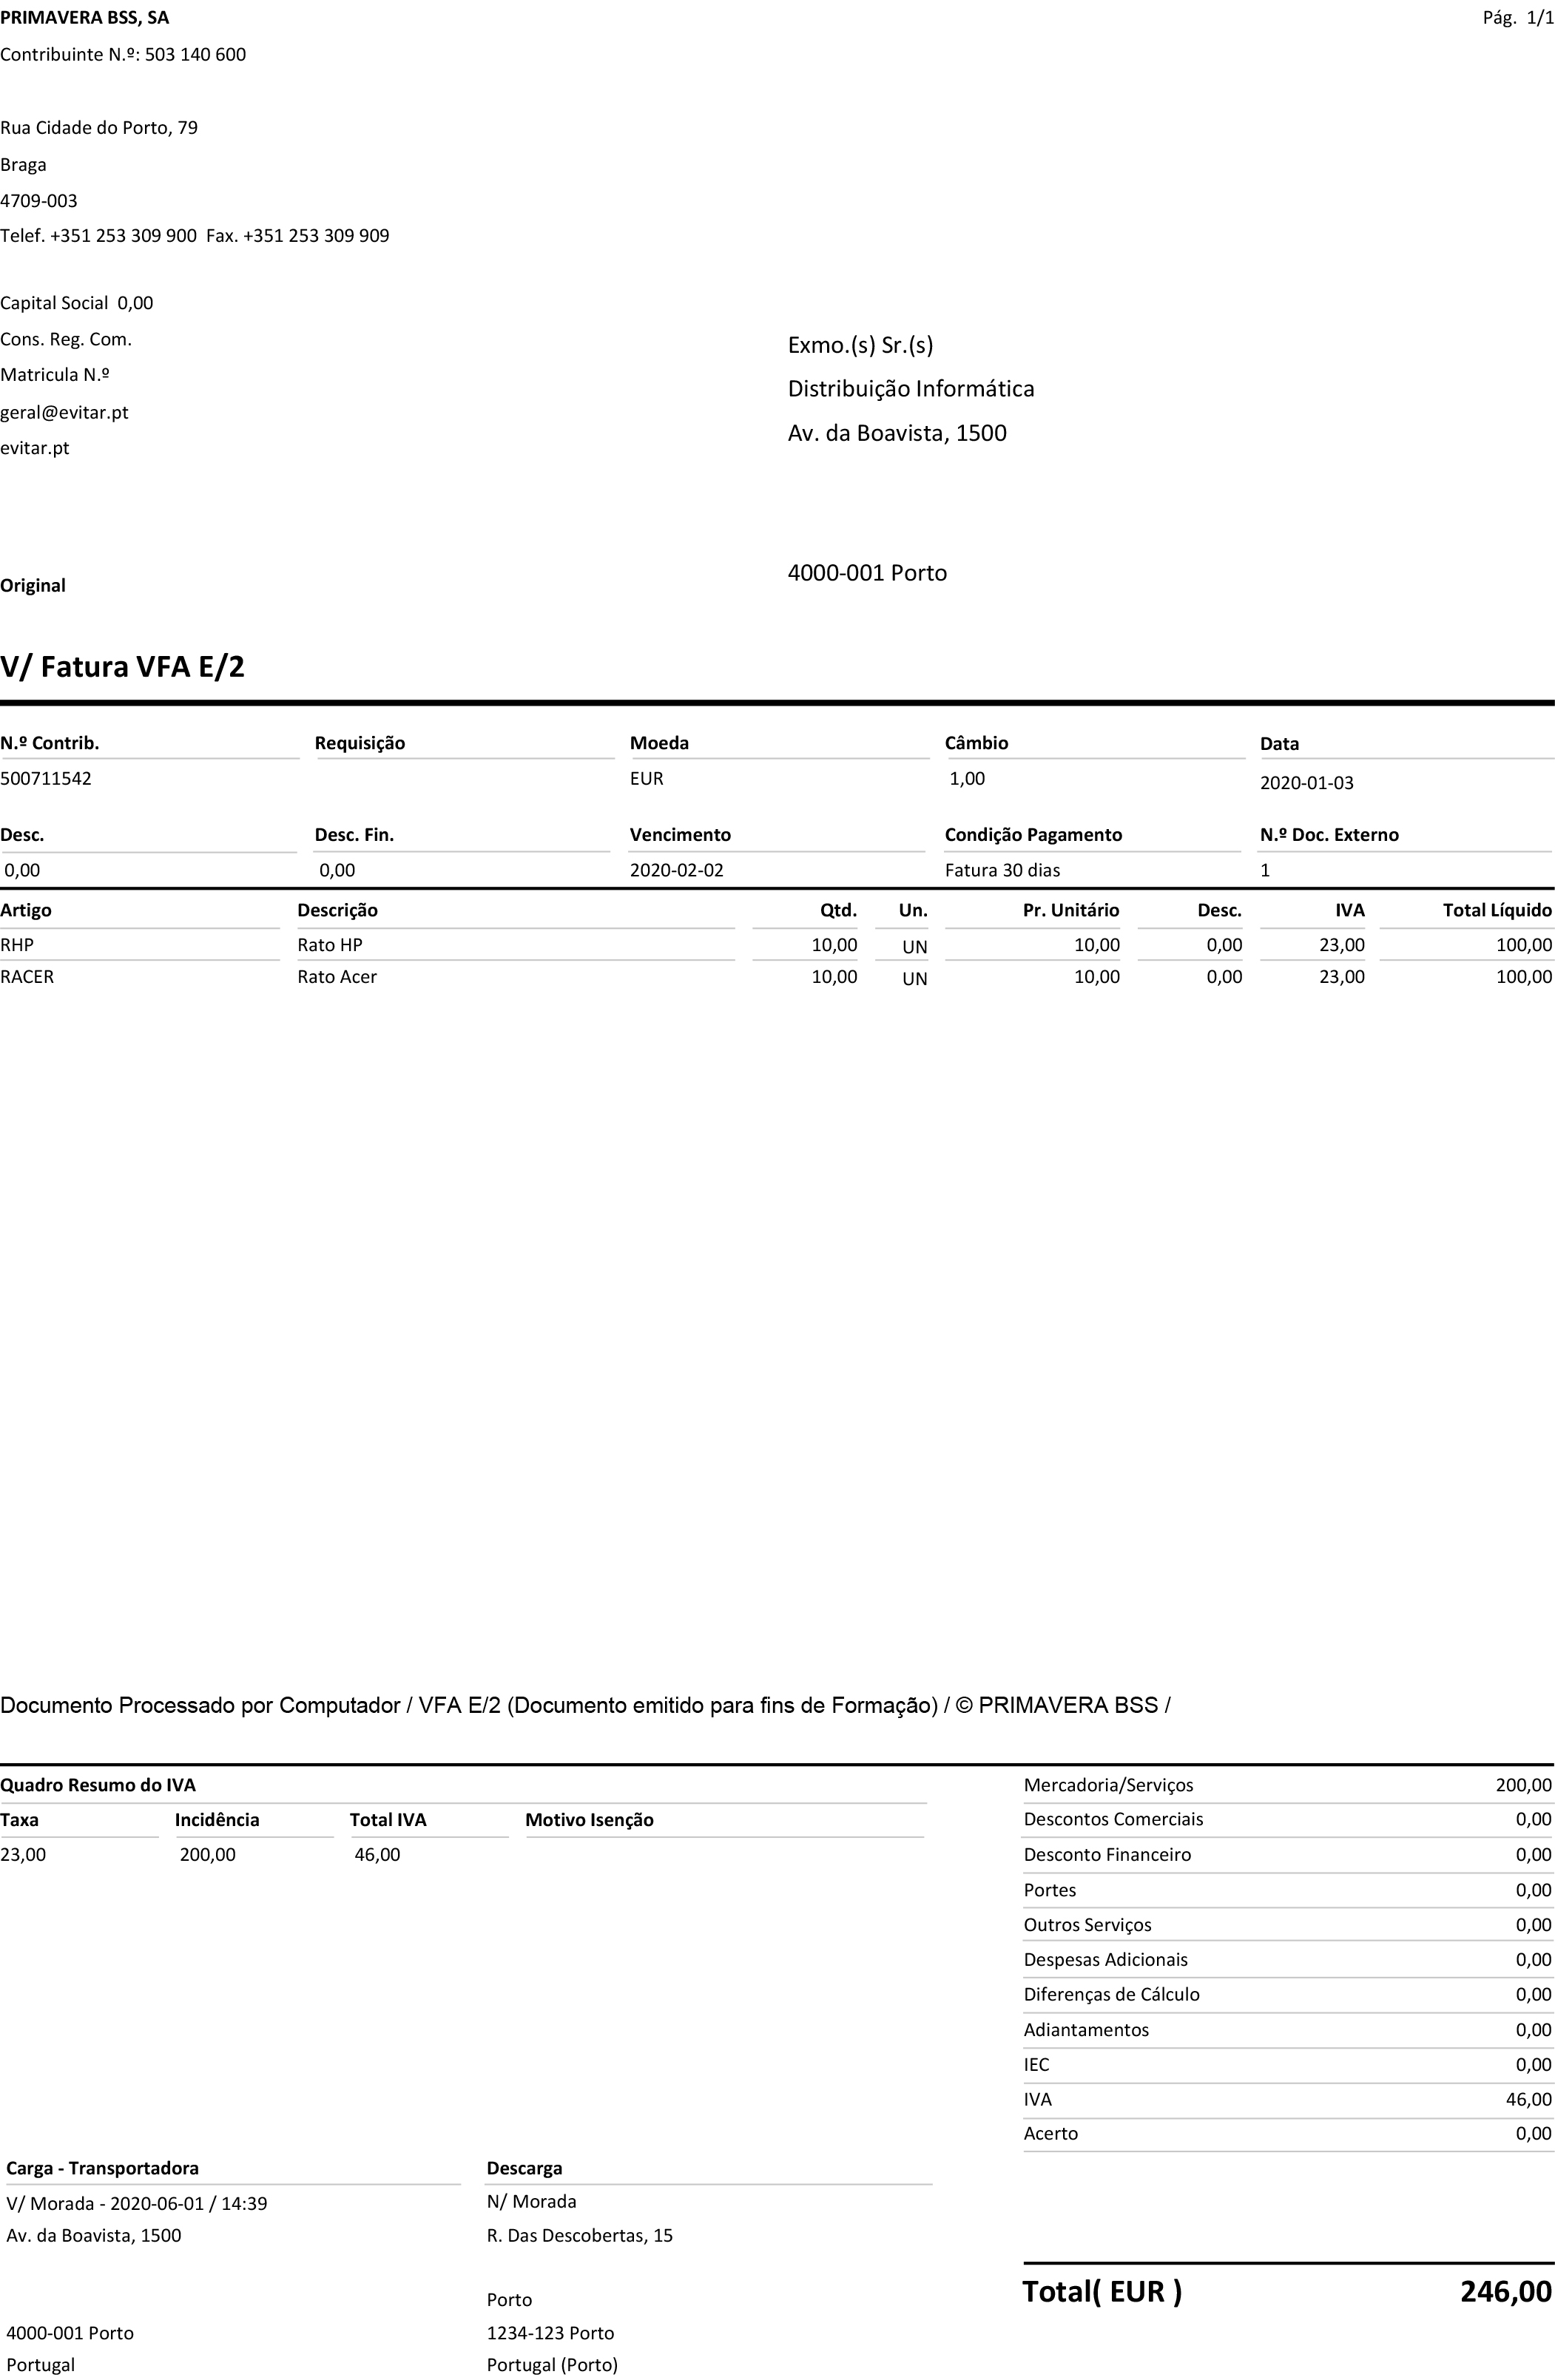 PRIMAVERA BSS, SA Pág. 1/1
Contribuinte N.º: 503 140 600
Rua Cidade do Porto, 79
Braga
4709-003
Telef. +351 253 309 900 Fax. +351 253 309 909
Capital Social 0,00
Cons. Reg. Com.
Matricula N.º
geral@evitar.pt
evitar.pt
Exmo.(s) Sr.(s)
Distribuição Informática
Av. da Boavista, 1500
4000-001 Porto
Original
V/ Fatura VFA E/2
N.º Contrib. Requisição Moeda Câmbio Data
500711542 EUR 1,00 2020-01-03
Desc. Desc. Fin. Vencimento Condição Pagamento N.º Doc. Externo
0,00 0,00 2020-02-02 Fatura 30 dias 1
Artigo Descrição Qtd. Un. Pr. Unitário Desc. IVA Total Líquido
RHP Rato HP 10,00 UN 10,00 0,00 23,00 100,00
RACER Rato Acer 10,00 UN 10,00 0,00 23,00 100,00
Documento Processado por Computador / VFA E/2 (Documento emitido para fins de Formação) / © PRIMAVERA BSS /
Quadro Resumo do IVA
Taxa Incidência Total IVA Motivo Isenção
23,00 200,00 46,00
Mercadoria/Serviços 200,00
Descontos Comerciais 0,00
Desconto Financeiro 0,00
Portes 0,00
Outros Serviços 0,00
Despesas Adicionais 0,00
Diferenças de Cálculo 0,00
Adiantamentos 0,00
IEC 0,00
IVA 46,00
Acerto 0,00
Carga - Transportadora
V/ Morada - 2020-06-01 / 14:39
Av. da Boavista, 1500
4000-001 Porto
Portugal
Descarga
N/ Morada
R. Das Descobertas, 15
Porto
1234-123 Porto
Portugal (Porto)
Total( EUR ) 246,00